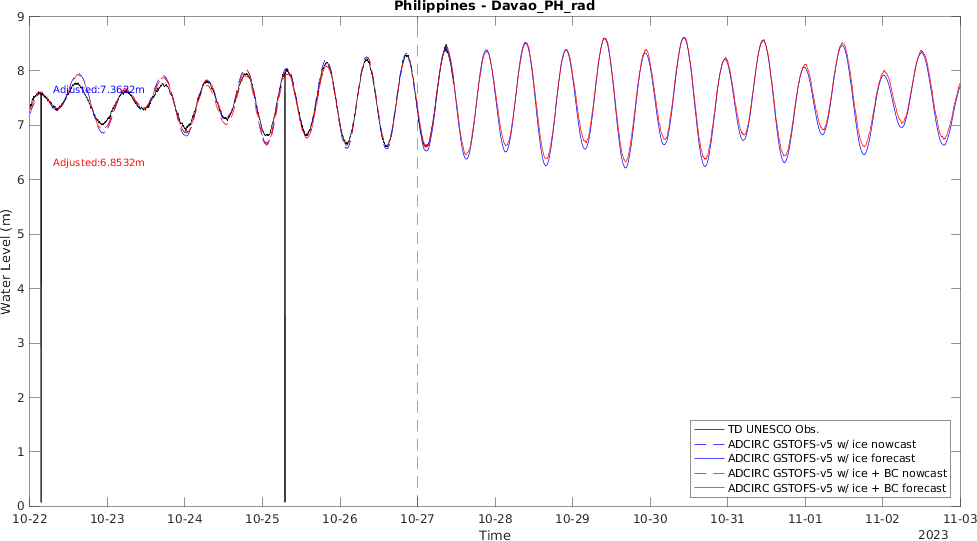 Philippines - Davao_PH_rad
Water Level (m)
9
8
7
6
5
4
3
2
1
0
Adjusted:7.3632m
Adjusted:6.8532m
TD UNESCO Obs.
ADCIRC GSTOFS-v5 w/ ice nowcast
ADCIRC GSTOFS-v5 w/ ice forecast
ADCIRC GSTOFS-v5 w/ ice + BC nowcast
ADCIRC GSTOFS-v5 w/ ice + BC forecast
10-22 10-23 10-24 10-25 10-26 10-27 10-28 10-29 10-30 10-31 11-01 11-02 11-03
Time
2023